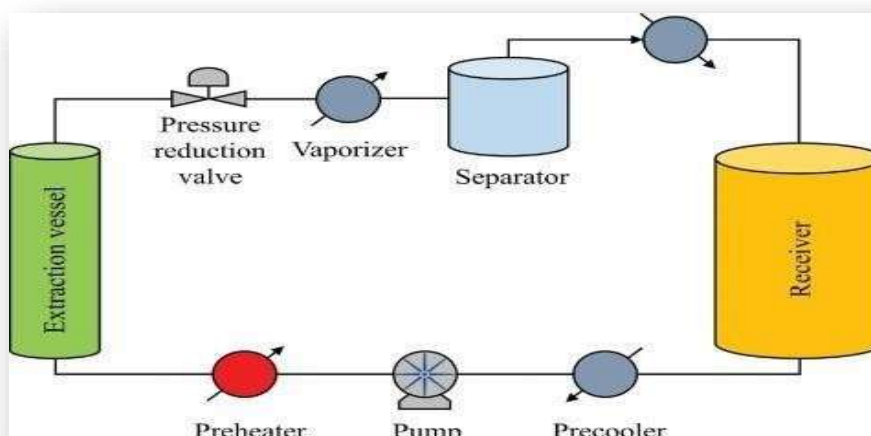 Pressure
reduction
valve
Vaporizer
Separator
Extraction vessel
Receiver
Preheater
Pump
Precooler